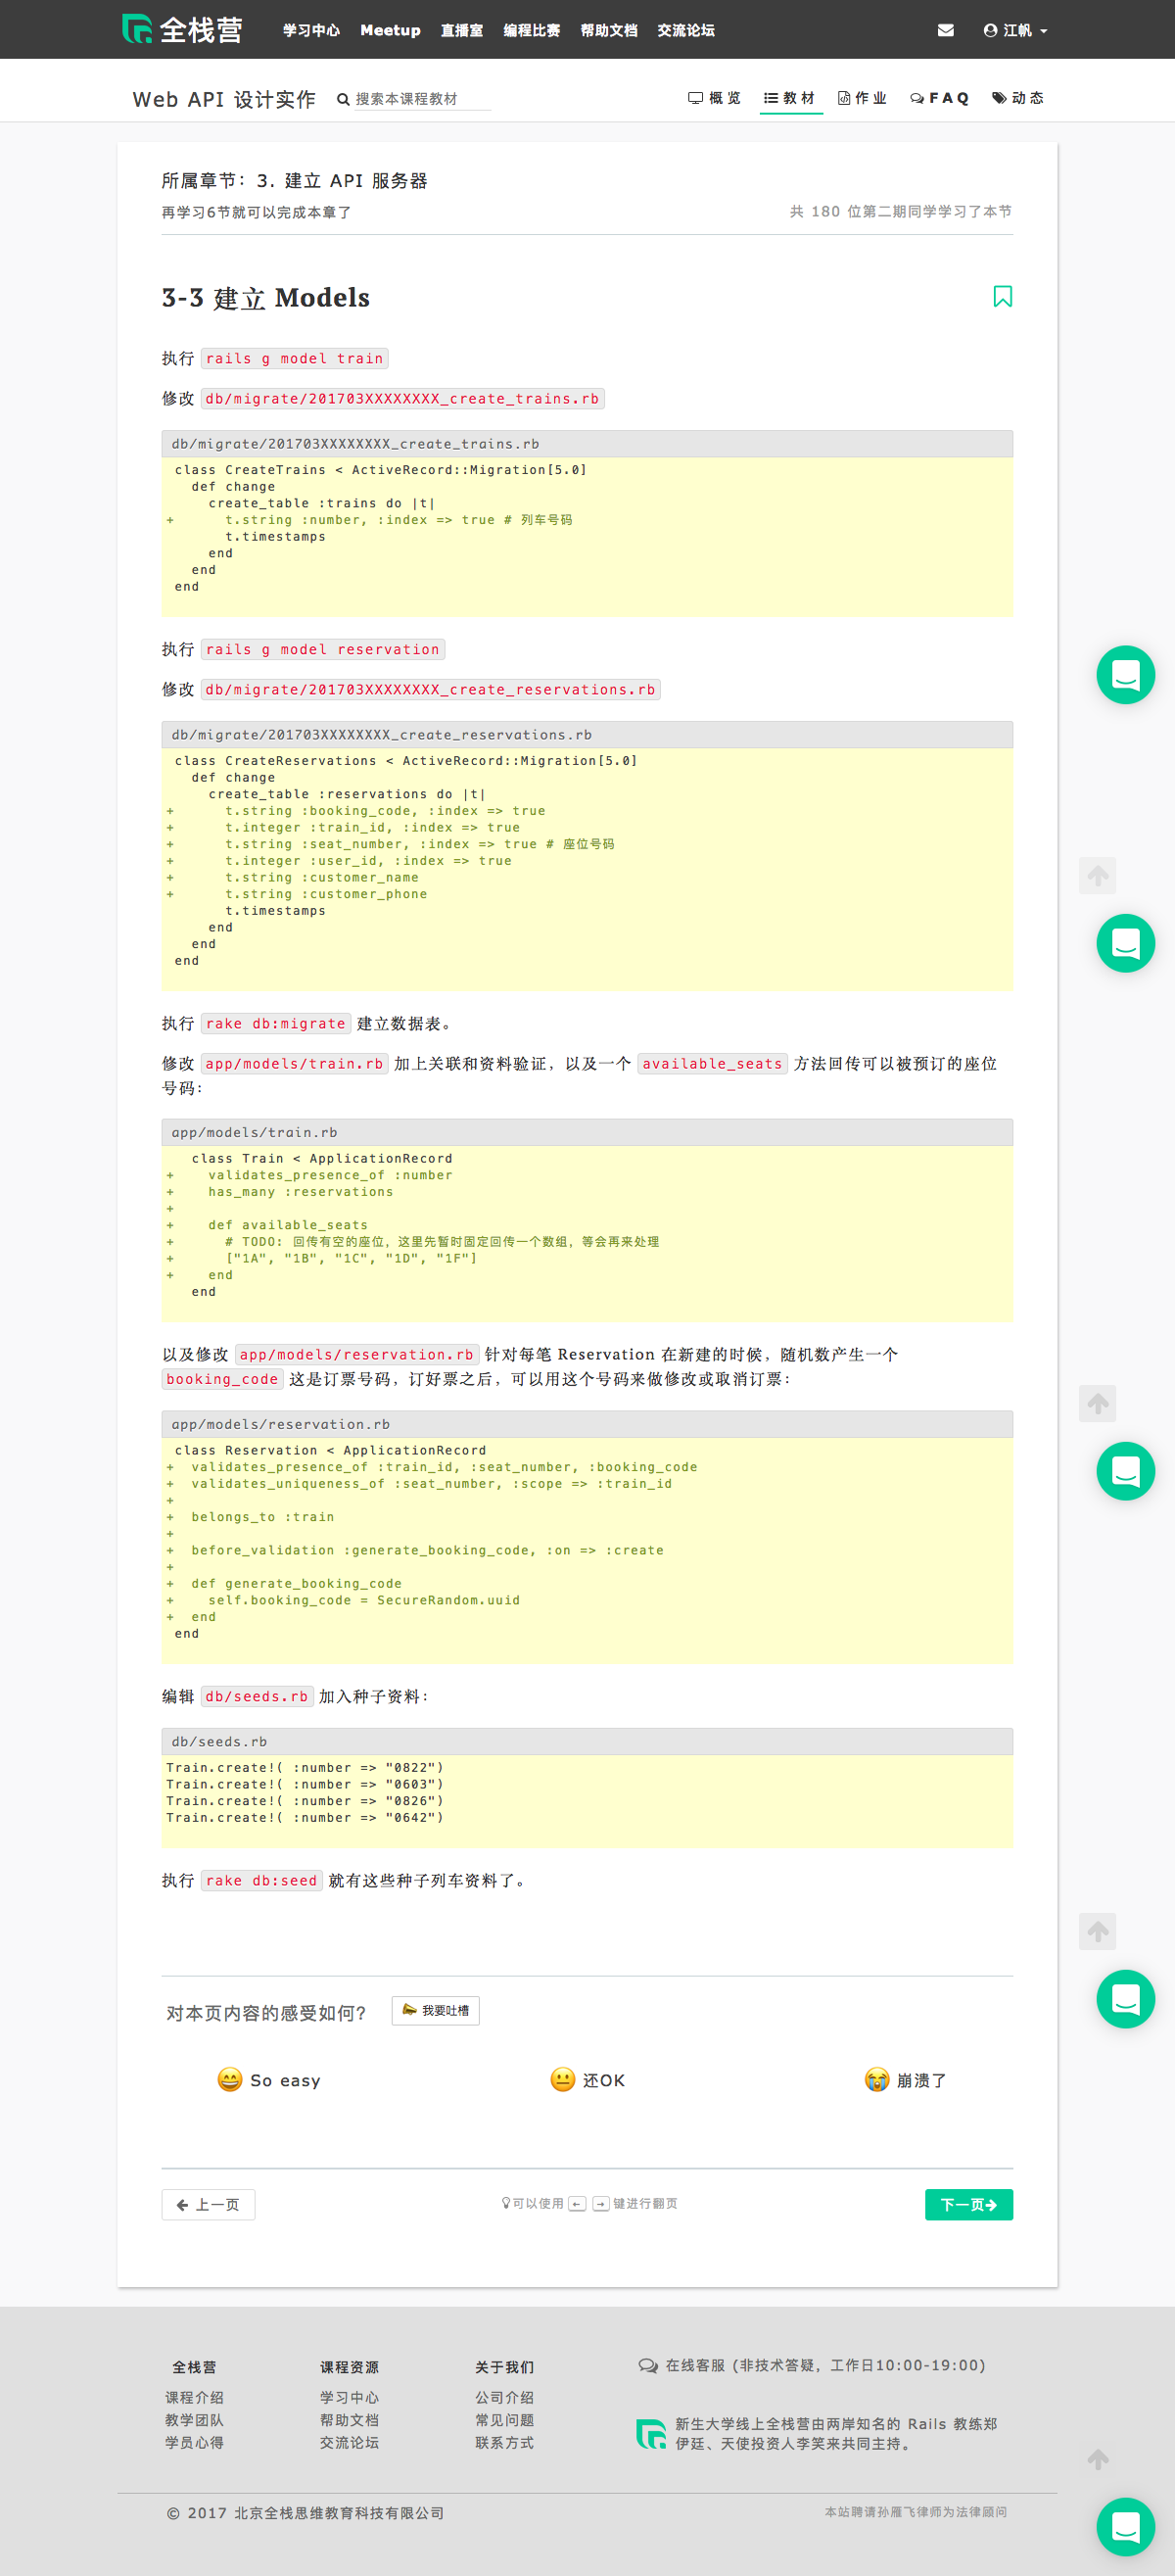 全栈营 学习中心 Meetup 直播室 编程比赛 帮助文档 交流论坛 江帆
Web API 设计实作 搜索本课程教材 概览 教材 作业 FAQ 动态
所属章节：3. 建立 API 服务器
再学习6节就可以完成本章了 共 180 位第二期同学学习了本节
3-3 建立 Models
执行 rails g model train
修改 db/migrate/201703XXXXXXXX_create_trains.rb
db/migrate/201703XXXXXXXX_create_trains.rb
class CreateTrains < ActiveRecord::Migration[5.0]
def change
create_table :trains do |t|
+ t.string :number, :index => true # 列车号码
t.timestamps
end
end
end
执行 rails g model reservation
修改 db/migrate/201703XXXXXXXX_create_reservations.rb
db/migrate/201703XXXXXXXX_create_reservations.rb
class CreateReservations < ActiveRecord::Migration[5.0]
def change
create_table :reservations do |t|
+ t.string :booking_code, :index => true
+ t.integer :train_id, :index => true
+ t.string :seat_number, :index => true # 座位号码
+ t.integer :user_id, :index => true
+ t.string :customer_name
+ t.string :customer_phone
t.timestamps
end
end
end
执行 rake db:migrate 建立数据表。
修改 app/models/train.rb 加上关联和资料验证，以及一个 available_seats 方法回传可以被预订的座位
号码：
app/models/train.rb
class Train < ApplicationRecord
+ validates_presence_of :number
+ has_many :reservations
+
+ def available_seats
+ # TODO: 回传有空的座位，这里先暂时固定回传一个数组，等会再来处理
+ ["1A", "1B", "1C", "1D", "1F"]
+ end
end
以及修改 app/models/reservation.rb 针对每笔 Reservation 在新建的时候，随机数产生一个
booking_code 这是订票号码，订好票之后，可以用这个号码来做修改或取消订票：
app/models/reservation.rb
class Reservation < ApplicationRecord
+ validates_presence_of :train_id, :seat_number, :booking_code
+ validates_uniqueness_of :seat_number, :scope => :train_id
+
+ belongs_to :train
+
+ before_validation :generate_booking_code, :on => :create
+
+ def generate_booking_code
+ self.booking_code = SecureRandom.uuid
+ end
end
编辑 db/seeds.rb 加入种子资料：
db/seeds.rb
Train.create!( :number => "0822")
Train.create!( :number => "0603")
Train.create!( :number => "0826")
Train.create!( :number => "0642")
执行 rake db:seed 就有这些种子列车资料了。
对本页内容的感受如何? 我要吐槽
So easy 还OK 崩溃了
← 上一页 可以使用 ← → 键进行翻页 下一页→
全栈营 课程资源 关于我们 在线客服 (非技术答疑，工作日10:00-19:00)
课程介绍 学习中心 公司介绍
教学团队 帮助文档 常见问题 新生大学线上全栈营由两岸知名的 Rails 教练郑
学员心得 交流论坛 联系方式 伊廷、天使投资人李笑来共同主持。
© 2017 北京全栈思维教育科技有限公司 本站聘请孙雁飞律师为法律顾问